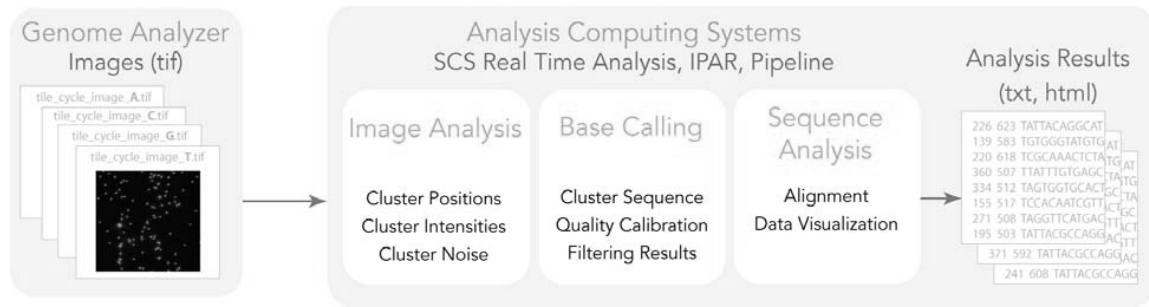 Genome Analyzer
Images (tif)
tile_cycle_image_A.tif
tile_cycle_image_C.tif
tile_cycle_image_G.tif
tile_cycle_image_T.tif
Analysis Computing Systems
SCS Real Time Analysis, IPAR, Pipeline
Image Analysis
Cluster Positions
Cluster Intensities
Cluster Noise
Base Calling
Cluster Sequence
Quality Calibration
Filtering Results
Sequence
Analysis
Alignment
Data Visualization
Analysis Results
(txt, html)
226 623 TATTACAGGCAT
139 583 TGTGGGTATGTG
220 618 TCGCAAACTCTA
360 507 TTATTTGTGAGC
334 512 TAGTGGTGCACT
155 517 TCCACAATCGTT
271 508 TAGGTTCATGAC
195 503 TATTACGCCAGG
371 592 TATTACGCCAGG
241 608 TATTACGCCAGG